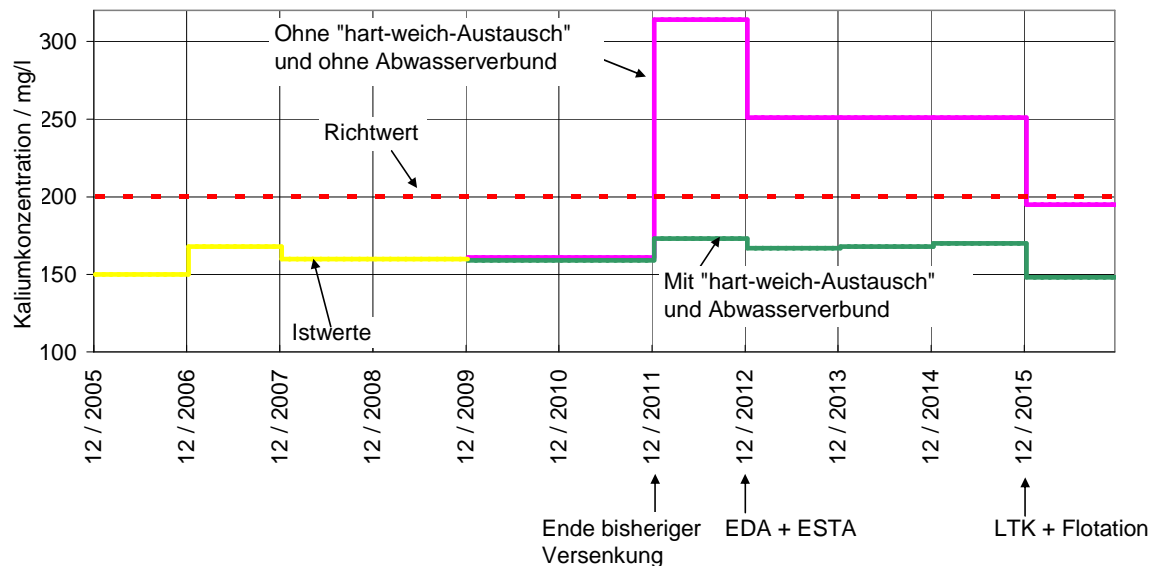 Kaliumkonzentration / mg/l
300
250
200
150
100
Ohne "hart-weich-Austausch"
und ohne Abwasserverbund
Richtwert
Istwerte
Mit "hart-weich-Austausch"
und Abwasserverbund
12 / 2005
12 / 2006
12 / 2007
12 / 2008
12 / 2009
12 / 2010
12 / 2011
12 / 2012
12 / 2013
12 / 2014
12 / 2015
Ende bisheriger
Versenkung
EDA + ESTA
LTK + Flotation